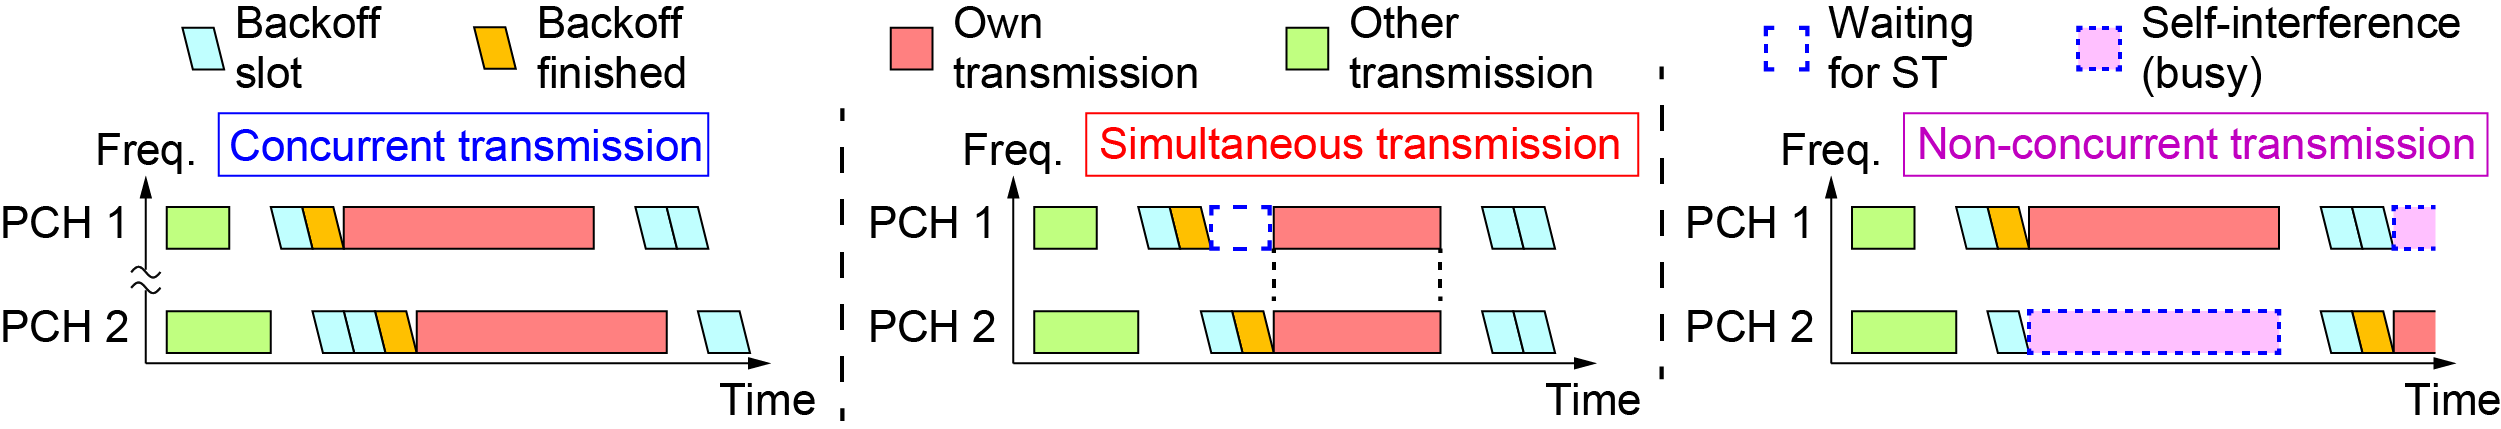 Backoff
slot
Backoff
finished
Own
transmission
Other
transmission
Waiting
for ST
Self-interference
(busy)
Concurrent transmission
Freq.
PCH 1
PCH 2
Time
Simultaneous transmission
Freq.
PCH 1
PCH 2
Time
Non-concurrent transmission
Freq.
PCH 1
PCH 2
Time